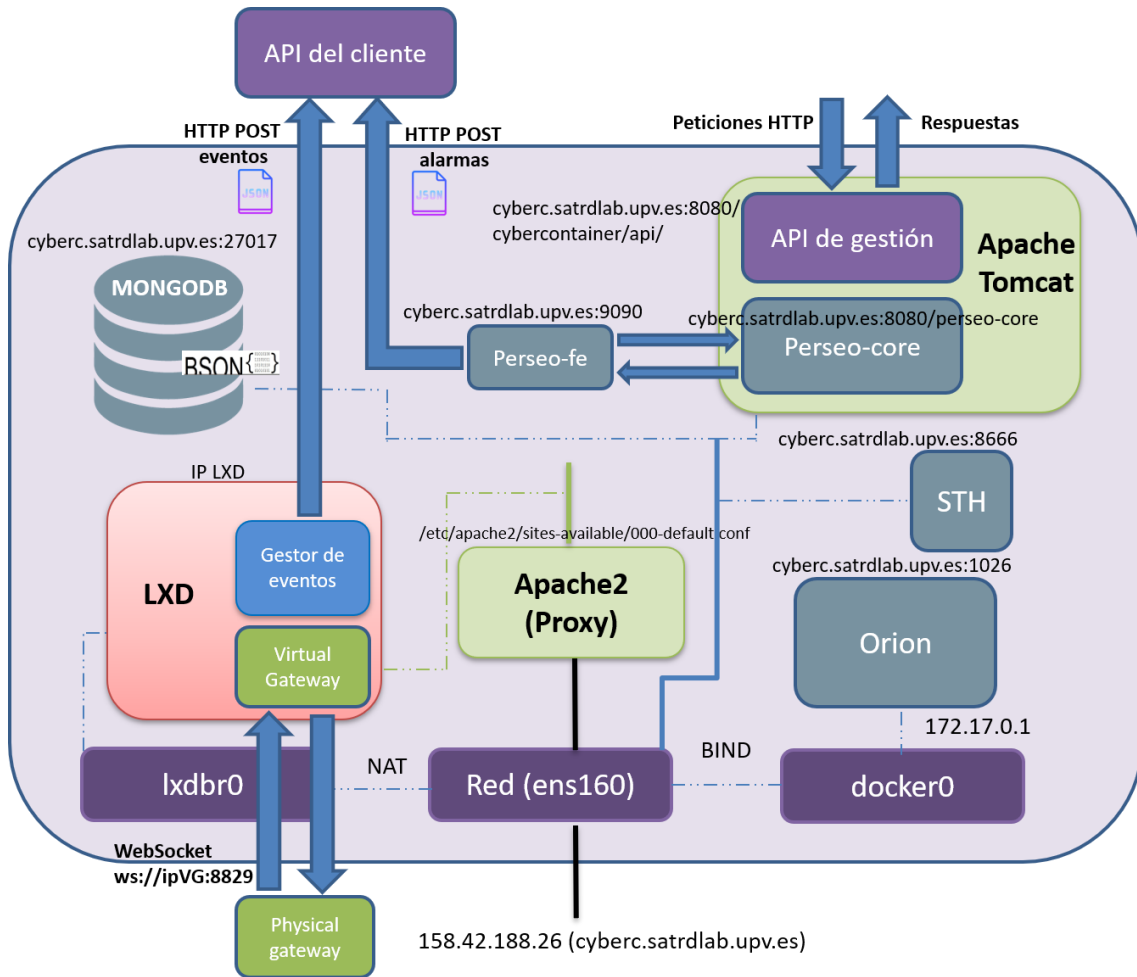 API del cliente
HTTP POST
eventos
JSON
HTTP POST
alarmas
JSON
Peticiones HTTP
Respuestas
cyberc.satrdlab.upv.es:27017
MONGODB
BSON
cyberc.satrdlab.upv.es:8080/
cybercontainer/api/
API de gestión
Apache
Tomcat
cyberc.satrdlab.upv.es:9090
Perseo-fe
cyberc.satrdlab.upv.es:8080/perseo-core
Perseo-core
cyberc.satrdlab.upv.es:8666
STH
IP LXD
LXD
Gestor de
eventos
Virtual
Gateway
/etc/apache2/sites-available/000-default.conf
Apache2
(Proxy)
cyberc.satrdlab.upv.es:1026
Orion
172.17.0.1
lxdbr0
NAT
Red (ens160)
BIND
docker0
WebSocket
ws://ipVG:8829
Physical
gateway
158.42.188.26 (cyberc.satrdlab.upv.es)